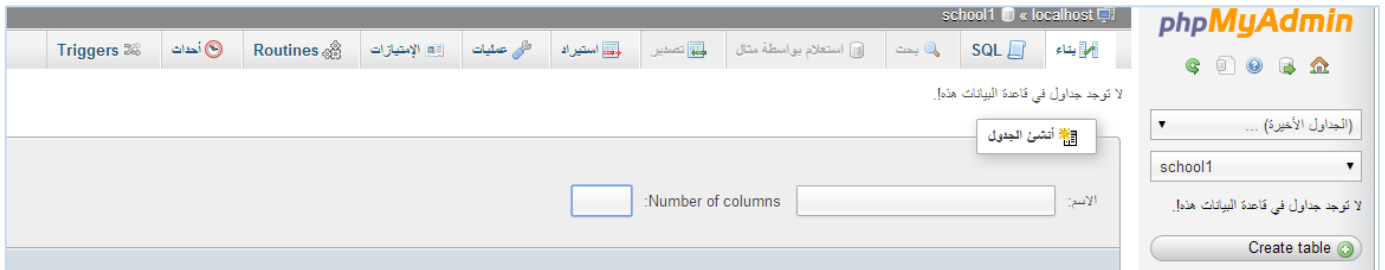 phpMyAdmin
(الجداول الأخيرة) ...
school1
لا توجد جداول في قاعدة البيانات هذه!.
Create table
localhost » school1
بناء SQL بحث استعلام بواسطة مثال تصدير استيراد عمليات الإمتيازات Routines أحداث Triggers
لا توجد جداول في قاعدة البيانات هذه!.
أنشئ الجدول
الاسم: Number of columns: